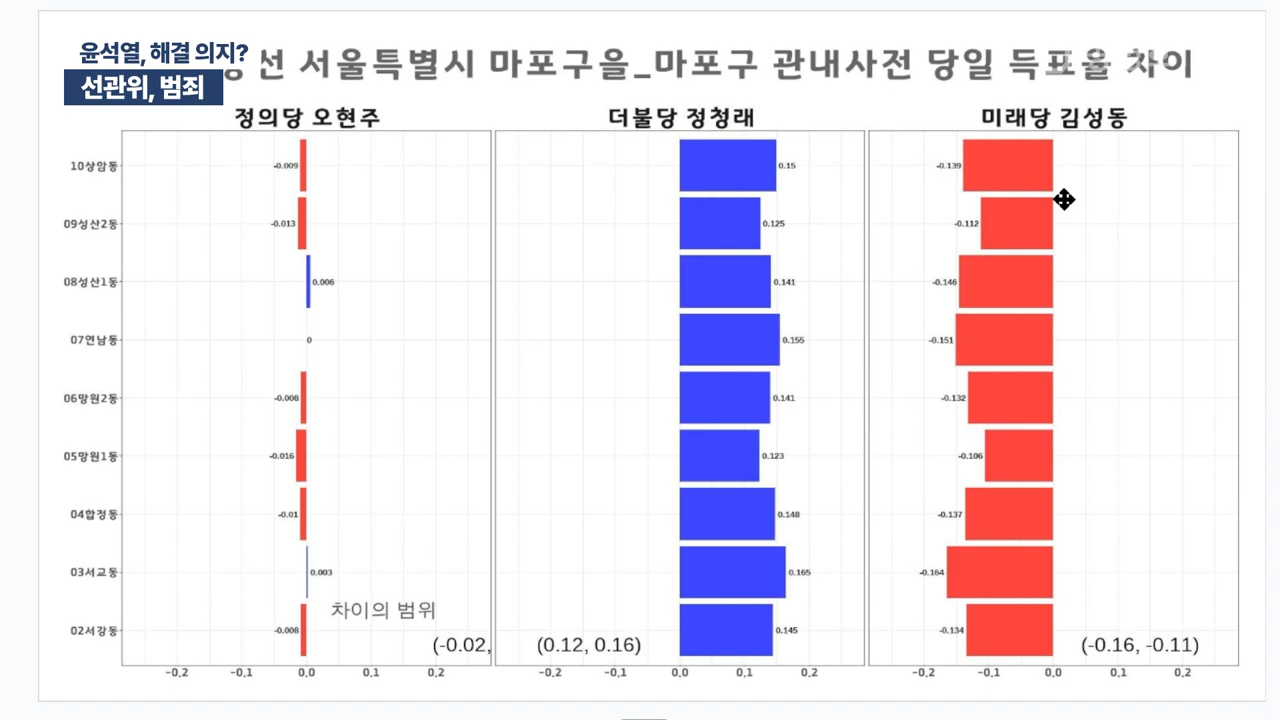 윤석열, 해결 의지?
선관위, 범죄
선 서울특별시 마포구을_마포구 관내사전 당일 득표율 차이
정의당 오현주
더불당 정청래
미래당 김성동
10상암동 -0.009 0.15 -0.139
09성산2동 -0.013 0.125 -0.112
08성산1동 0.006 0.141 -0.146
07연남동 0 0.155 -0.151
06망원2동 -0.008 0.141 -0.132
05망원1동 -0.016 0.123 -0.106
04합정동 -0.01 0.148 -0.137
03서교동 0.003 0.165 -0.164
차이의 범위
02서강동 -0.008 0.145 -0.134
(-0.02, (0.12, 0.16) (-0.16, -0.11)
-0.2 -0.1 0.0 0.1 0.2 -0.2 -0.1 0.0 0.1 0.2 -0.2 -0.1 0.0 0.1 0.2